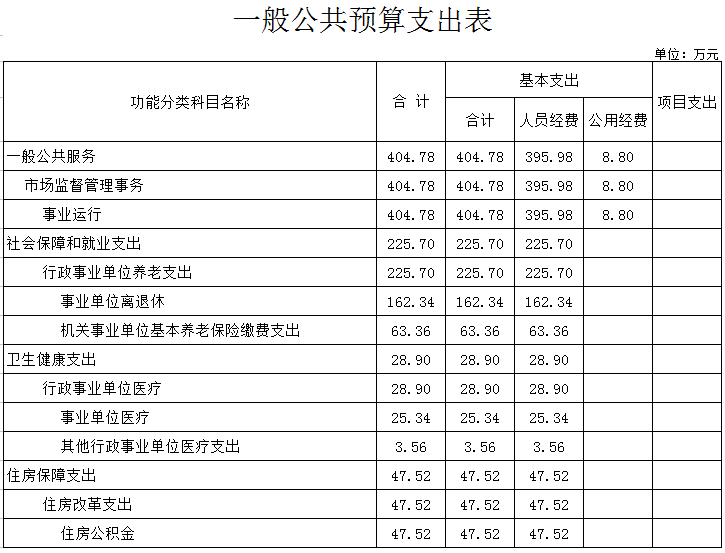 一般公共预算支出表
单位：万元
功能分类科目名称 合 计 基本支出 项目支出
合计 人员经费 公用经费
一般公共服务 404.78 404.78 395.98 8.80
市场监督管理事务 404.78 404.78 395.98 8.80
事业运行 404.78 404.78 395.98 8.80
社会保障和就业支出 225.70 225.70 225.70
行政事业单位养老支出 225.70 225.70 225.70
事业单位离退休 162.34 162.34 162.34
机关事业单位基本养老保险缴费支出 63.36 63.36 63.36
卫生健康支出 28.90 28.90 28.90
行政事业单位医疗 28.90 28.90 28.90
事业单位医疗 25.34 25.34 25.34
其他行政事业单位医疗支出 3.56 3.56 3.56
住房保障支出 47.52 47.52 47.52
住房改革支出 47.52 47.52 47.52
住房公积金 47.52 47.52 47.52